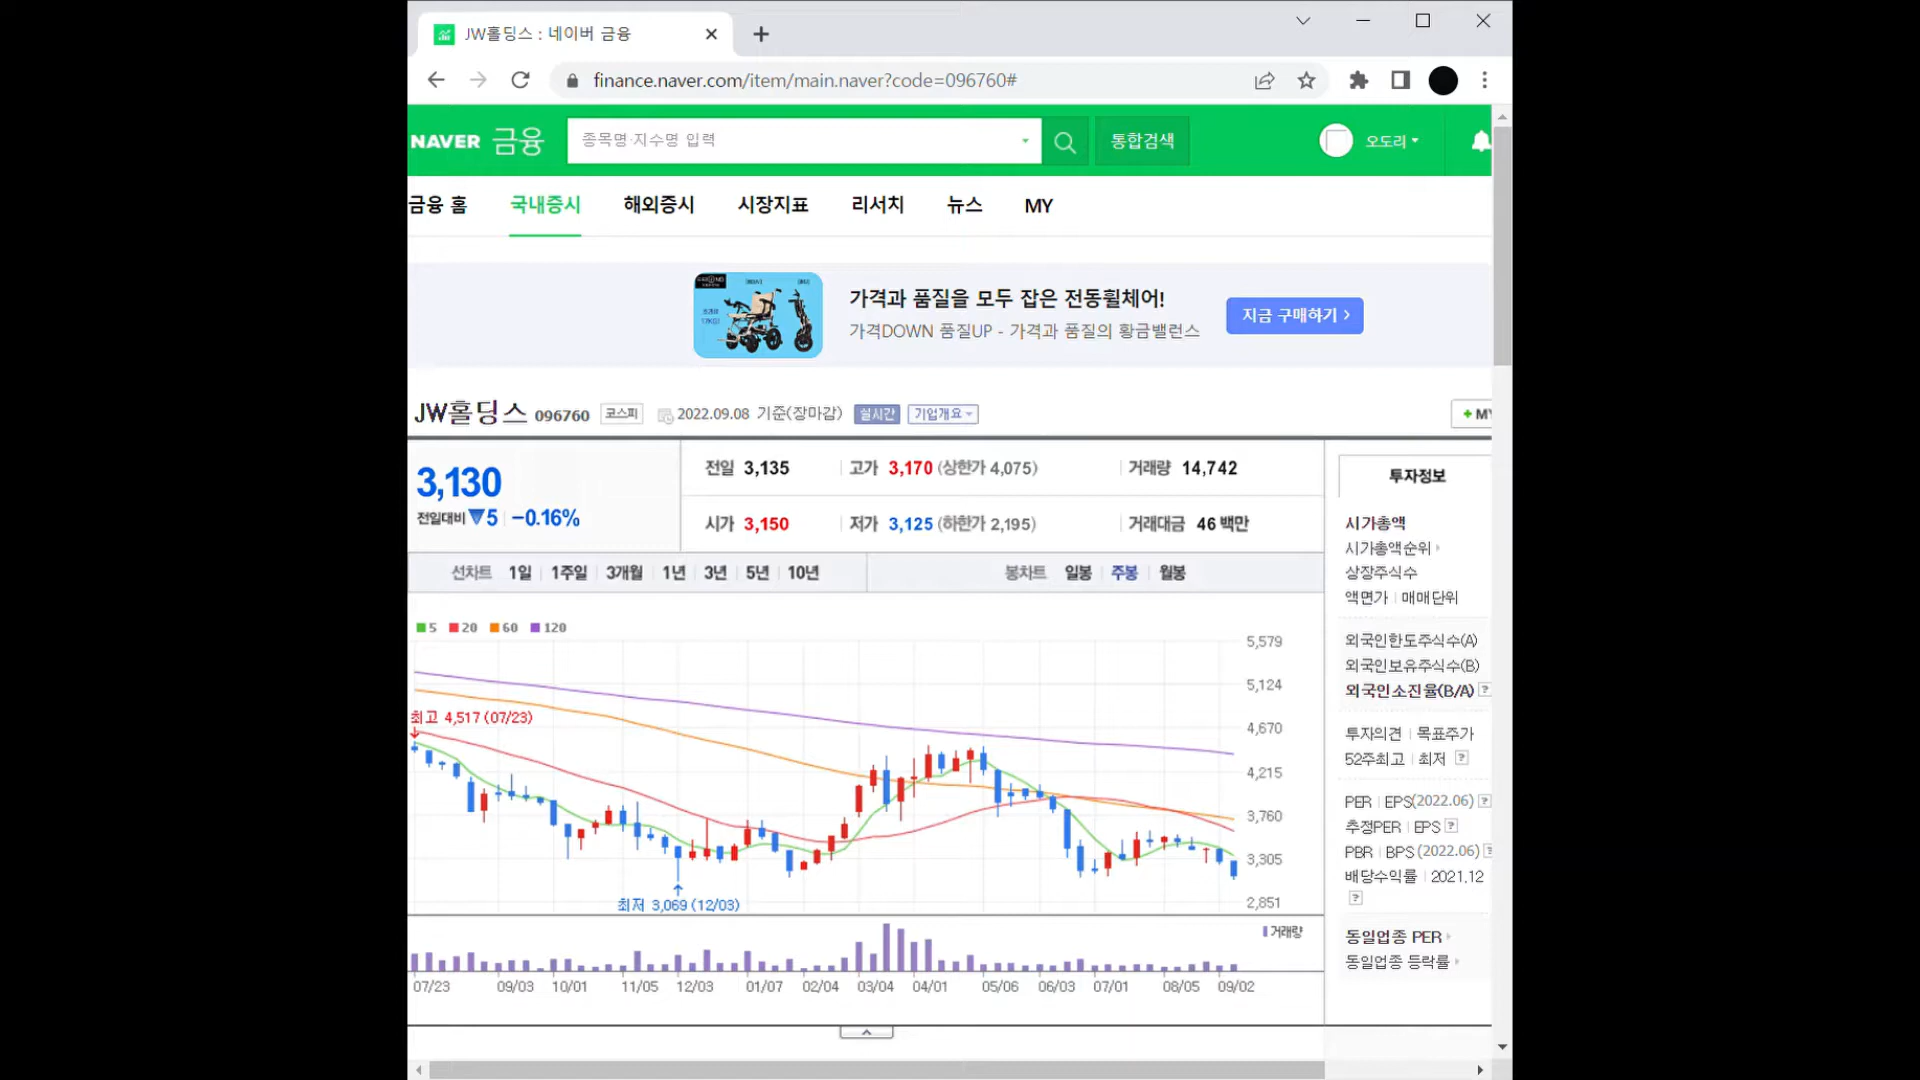 JW홀딩스 : 네이버 금융
finance.naver.com/item/main.naver?code=096760#
NAVER 금융
종목명·지수명 입력
통합검색
오도리
금융 홈 국내증시 해외증시 시장지표 리서치 뉴스 MY
가격과 품질을 모두 잡은 전동휠체어!
가격DOWN 품질UP - 가격과 품질의 황금밸런스
지금 구매하기 >
JW홀딩스 096760 코스피 2022.09.08 기준(장마감) 실시간 기업개요
+ MY
3,130
전일대비 ▼5 −0.16%
전일 3,135 고가 3,170 (상한가 4,075) 거래량 14,742
시가 3,150 저가 3,125 (하한가 2,195) 거래대금 46 백만
선차트 1일 1주일 3개월 1년 3년 5년 10년 봉차트 일봉 주봉 월봉
5 20 60 120
5,579
5,124
4,670
4,215
3,760
3,305
2,851
최고 4,517 (07/23)
최저 3,069 (12/03)
거래량
07/23 09/03 10/01 11/05 12/03 01/07 02/04 03/04 04/01 05/06 06/03 07/01 08/05 09/02
투자정보
시가총액
시가총액순위
상장주식수
액면가 | 매매단위
외국인한도주식수(A)
외국인보유주식수(B)
외국인소진율(B/A) ?
투자의견 | 목표주가
52주최고 | 최저 ?
PER | EPS(2022.06) ?
추정PER | EPS ?
PBR | BPS (2022.06) ?
배당수익률 | 2021.12
?
동일업종 PER
동일업종 등락률